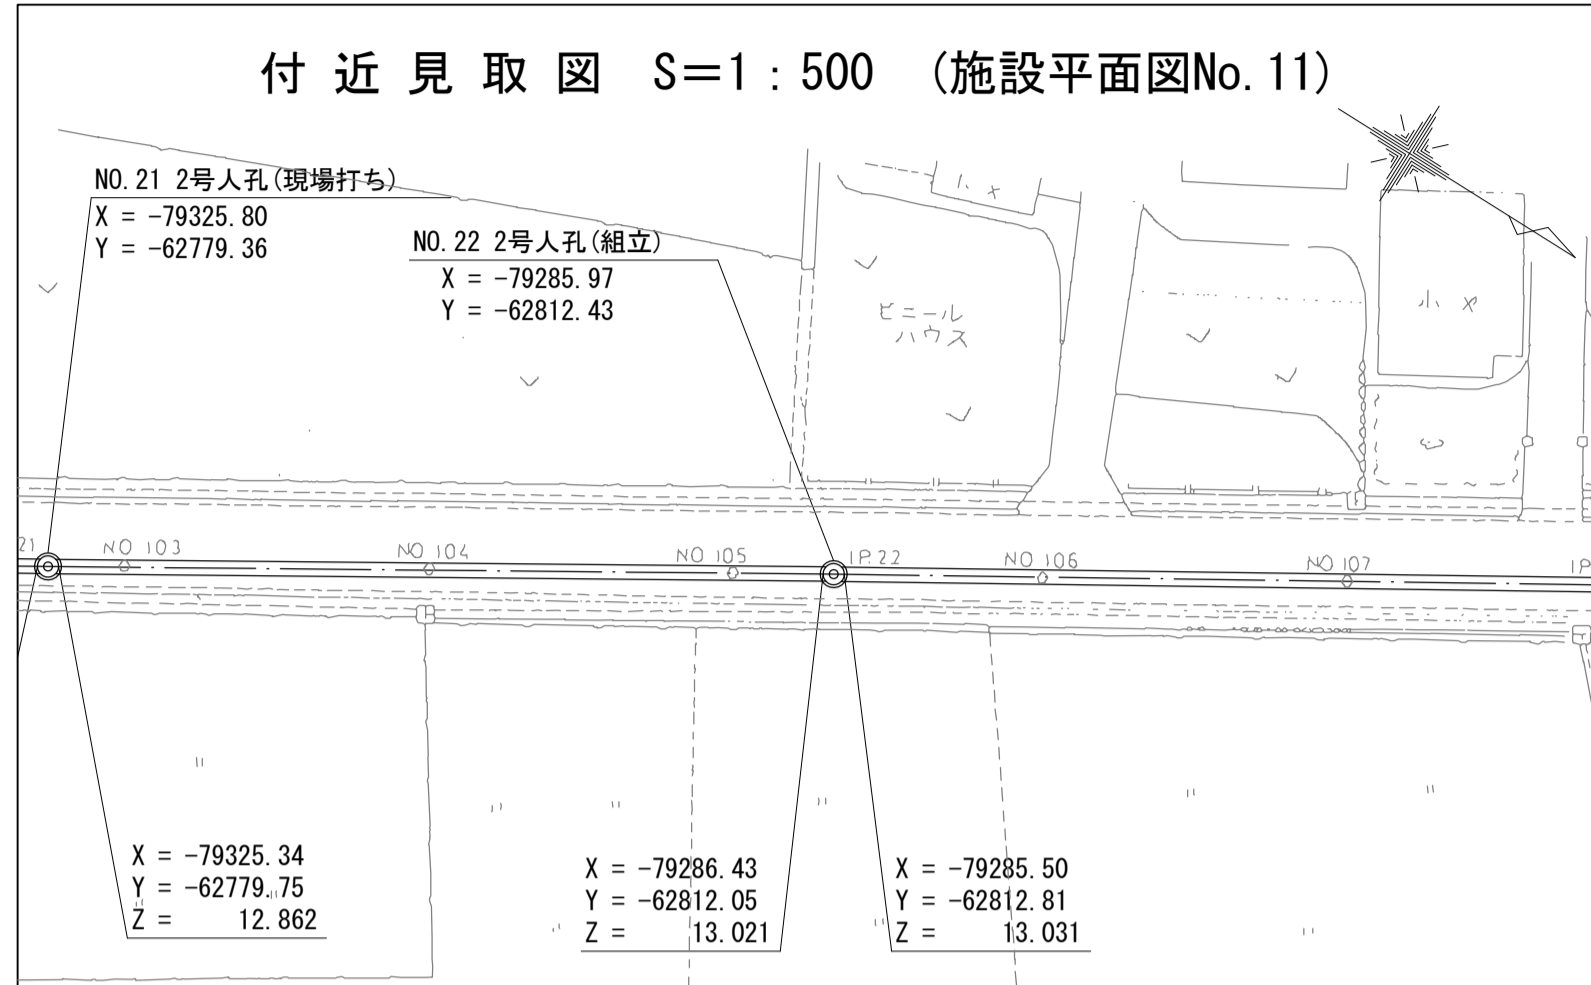 付近見取図 S=1:500 (施設平面図No.11)
NO.21 2号人孔(現場打ち)
X = -79325.80
Y = -62779.36
NO.22 2号人孔(組立)
X = -79285.97
Y = -62812.43
小ヤ
ビニール
ハウス
小ヤ
21
NO 103
NO 104
NO 105
IP.22
NO 106
NO 107
IP
X = -79325.34
Y = -62779.75
Z = 12.862
X = -79286.43
Y = -62812.05
Z = 13.021
X = -79285.50
Y = -62812.81
Z = 13.031